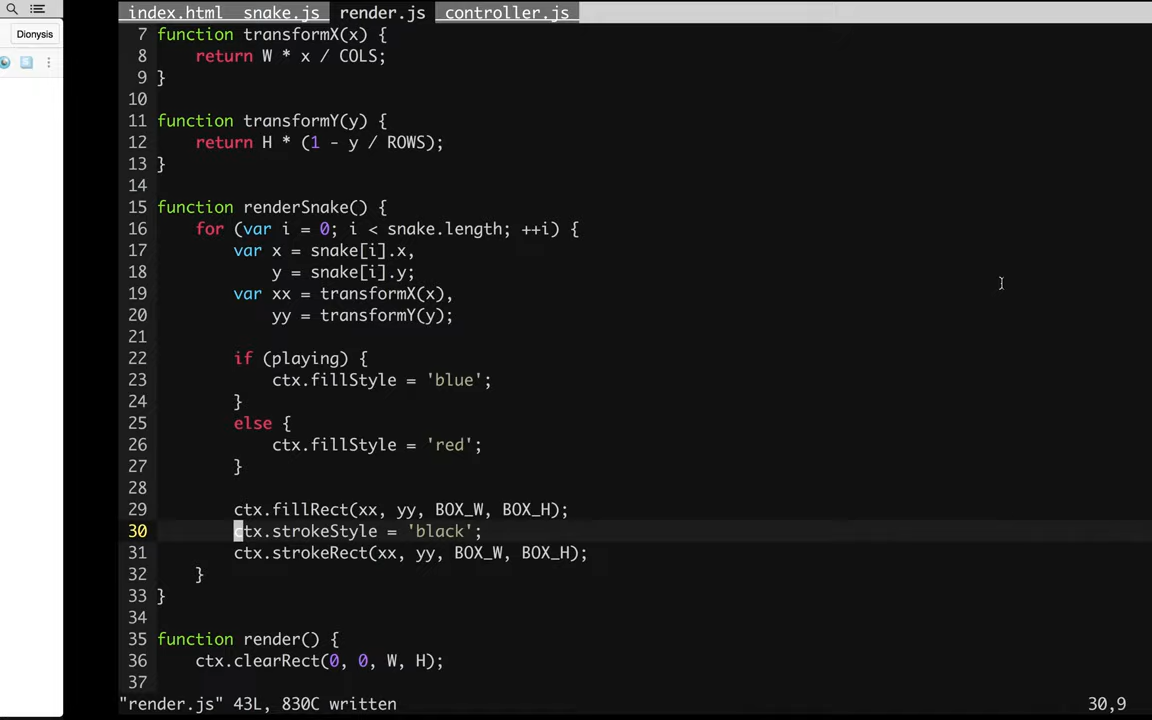 index.html snake.js render.js controller.js
Dionysis
7 function transformX(x) {
8 return W * x / COLS;
9 }
10
11 function transformY(y) {
12 return H * (1 - y / ROWS);
13 }
14
15 function renderSnake() {
16 for (var i = 0; i < snake.length; ++i) {
17 var x = snake[i].x,
18 y = snake[i].y;
19 var xx = transformX(x),
20 yy = transformY(y);
21
22 if (playing) {
23 ctx.fillStyle = 'blue';
24 }
25 else {
26 ctx.fillStyle = 'red';
27 }
28
29 ctx.fillRect(xx, yy, BOX_W, BOX_H);
30 ctx.strokeStyle = 'black';
31 ctx.strokeRect(xx, yy, BOX_W, BOX_H);
32 }
33 }
34
35 function render() {
36 ctx.clearRect(0, 0, W, H);
37
"render.js" 43L, 830C written 30,9